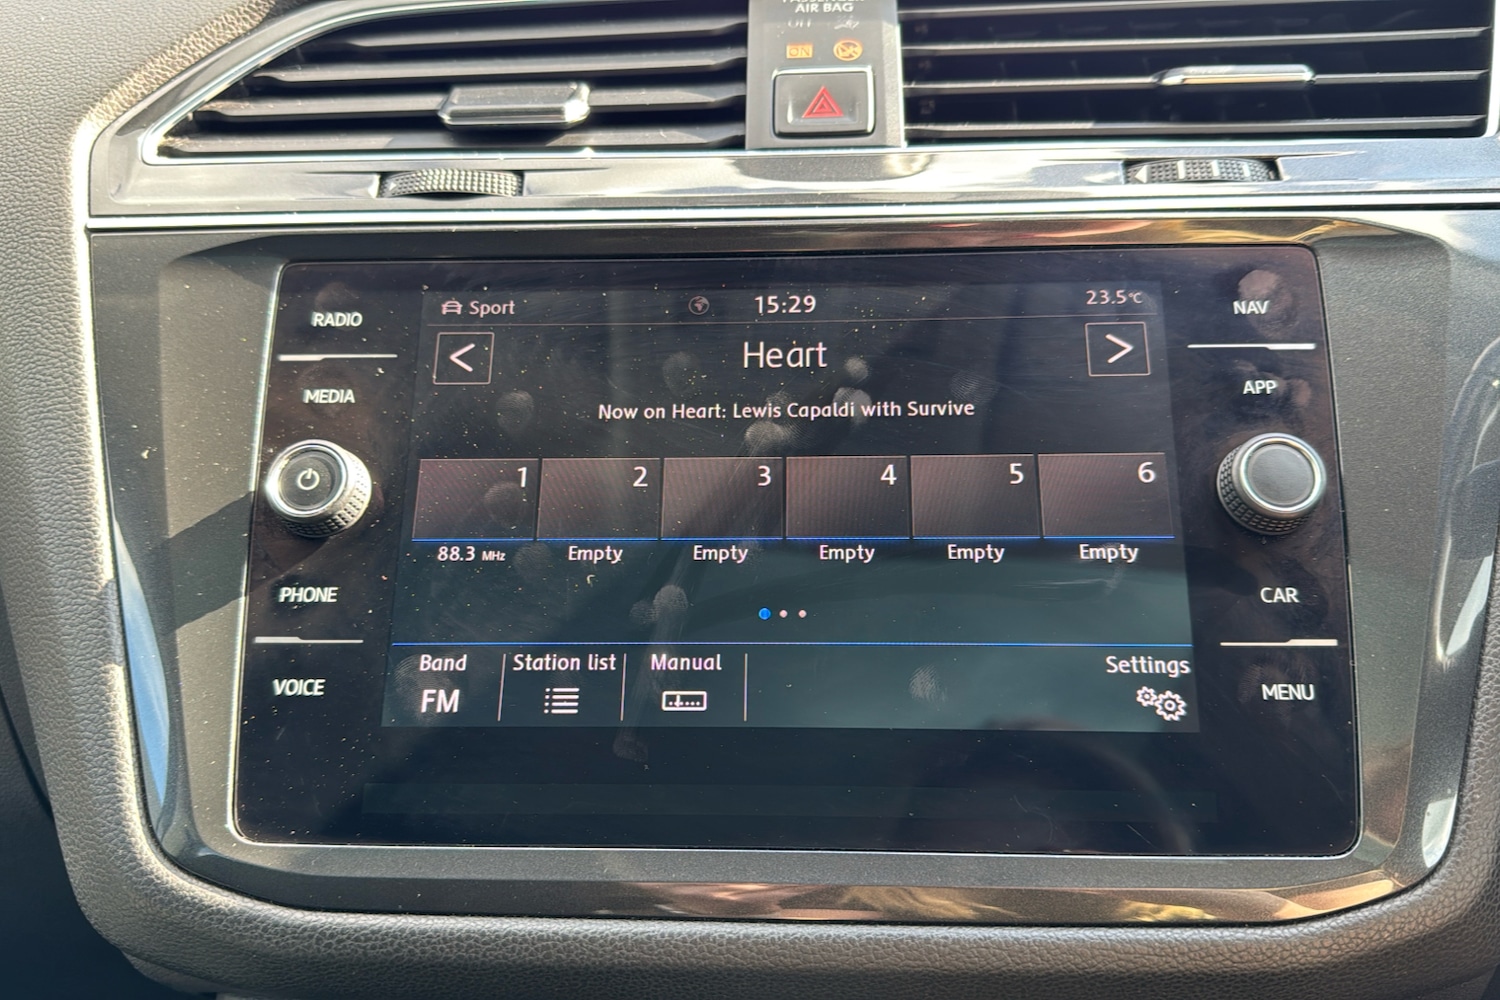 AIR BAG
OFF
ON
RADIO
MEDIA
PHONE
VOICE
Sport
15:29
23.5°C
<
Heart
>
Now on Heart: Lewis Capaldi with Survive
1
2
3
4
5
6
88.3 MHz
Empty
Empty
Empty
Empty
Empty
Band
Station list
Manual
Settings
FM
NAV
APP
CAR
MENU